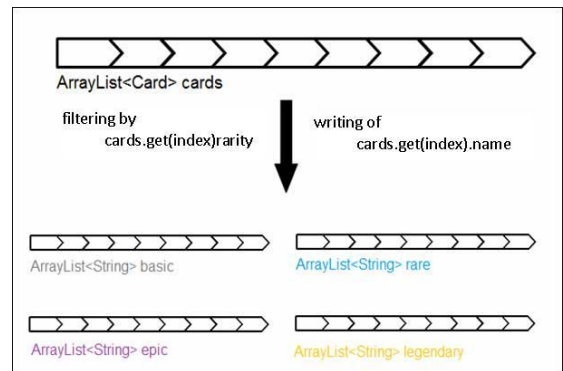 ArrayList<Card> cards
filtering by
cards.get(index)rarity
writing of
cards.get(index).name
ArrayList<String> basic
ArrayList<String> rare
ArrayList<String> epic
ArrayList<String> legendary